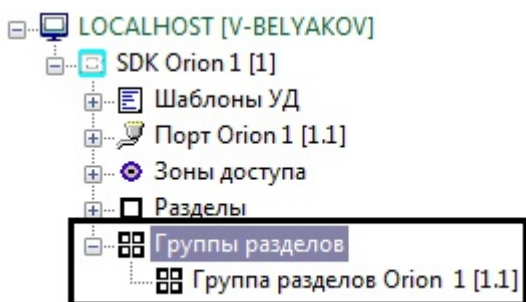 LOCALHOST [V-BELYAKOV]
SDK Orion 1 [1]
Шаблоны УД
Порт Orion 1 [1.1]
Зоны доступа
Разделы
Группы разделов
Группа разделов Orion 1 [1.1]